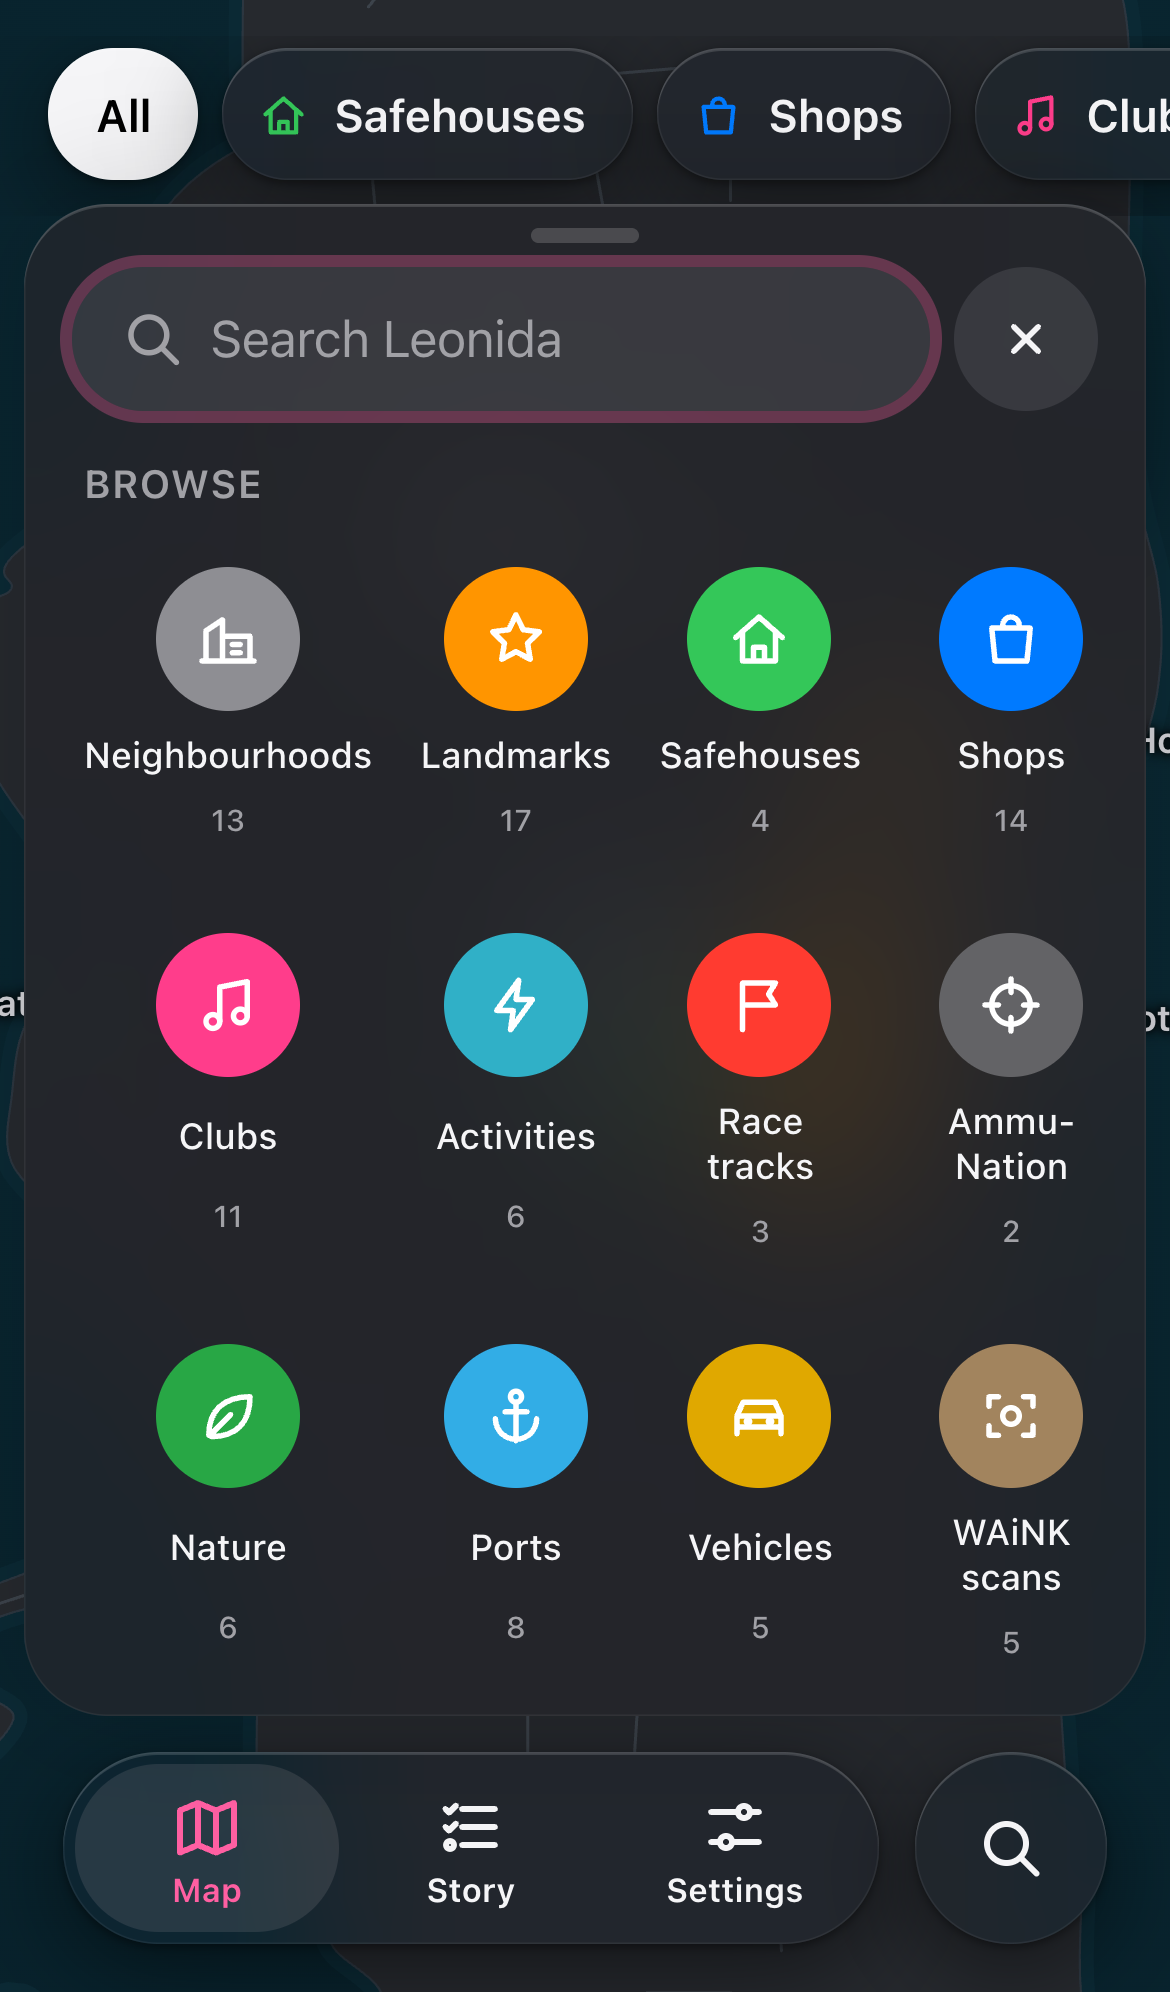 All
Safehouses
Shops
Search Leonida
BROWSE
Neighbourhoods
Landmarks
Safehouses
Shops
13
17
4
14
Clubs
Activities
Race
tracks
Ammu-
Nation
11
6
3
2
Nature
Ports
Vehicles
WAiNK
scans
6
8
5
5
Map
Story
Settings